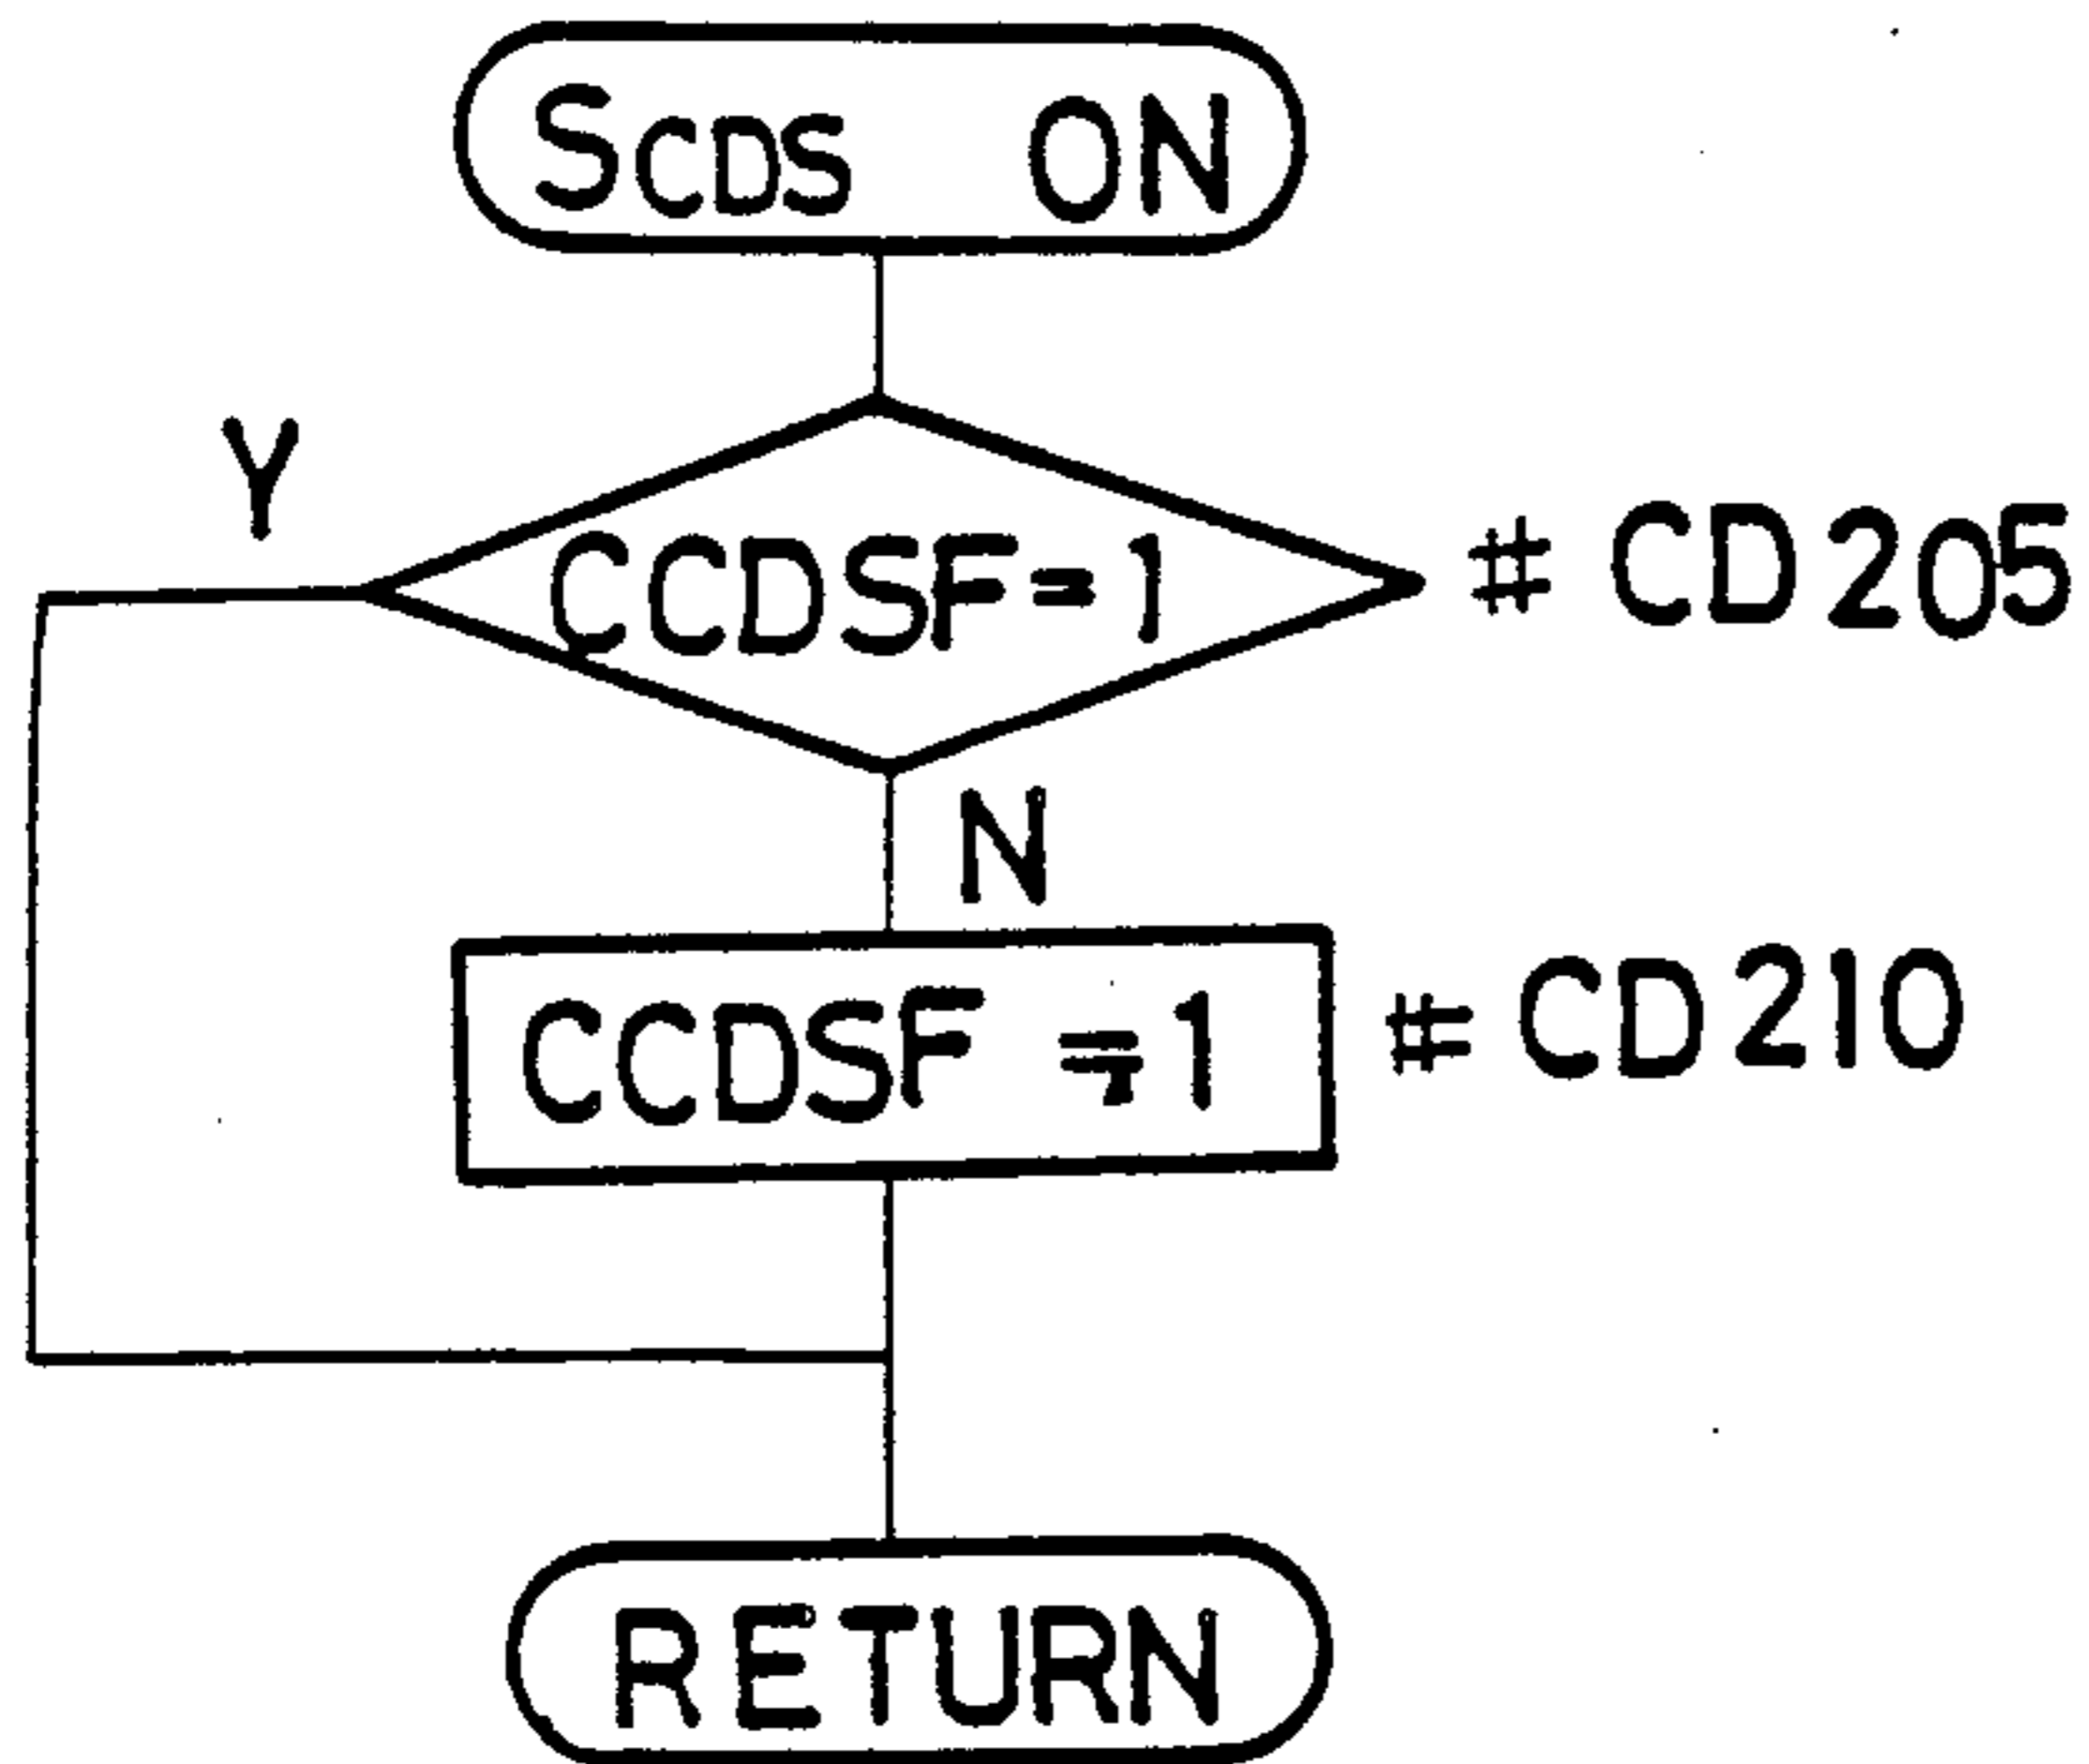 SCDS ON
Y
CCDSF=1 # CD205
N
CCDSF =1 # CD210
RETURN